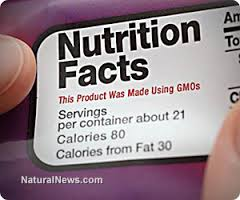 Nutrition
Facts
This Product Was Made Using GMOs
Servings
per container about 21
Calories 80
Calories from Fat 30
NaturalNews.com